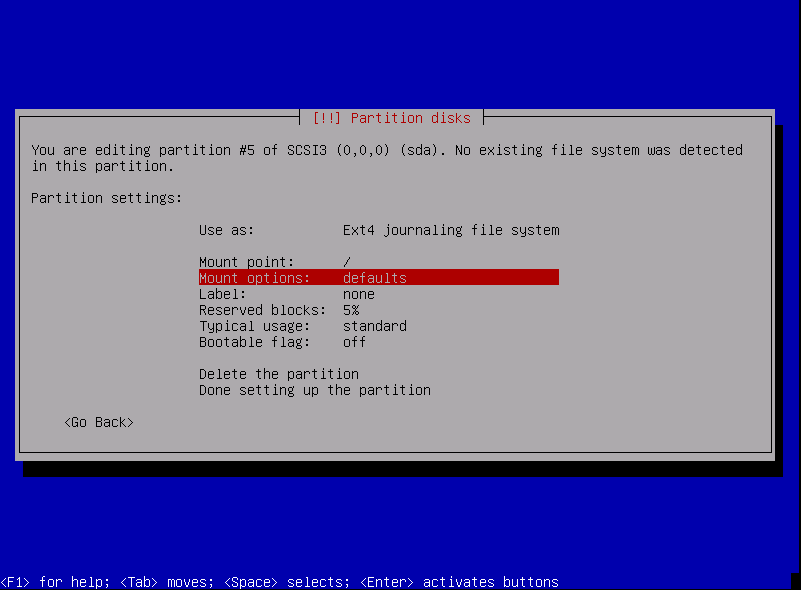 [!!] Partition disks
You are editing partition #5 of SCSI3 (0,0,0) (sda). No existing file system was detected
in this partition.
Partition settings:
Use as: Ext4 journaling file system
Mount point: /
Mount options: defaults
Label: none
Reserved blocks: 5%
Typical usage: standard
Bootable flag: off
Delete the partition
Done setting up the partition
<Go Back>
<F1> for help; <Tab> moves; <Space> selects; <Enter> activates buttons